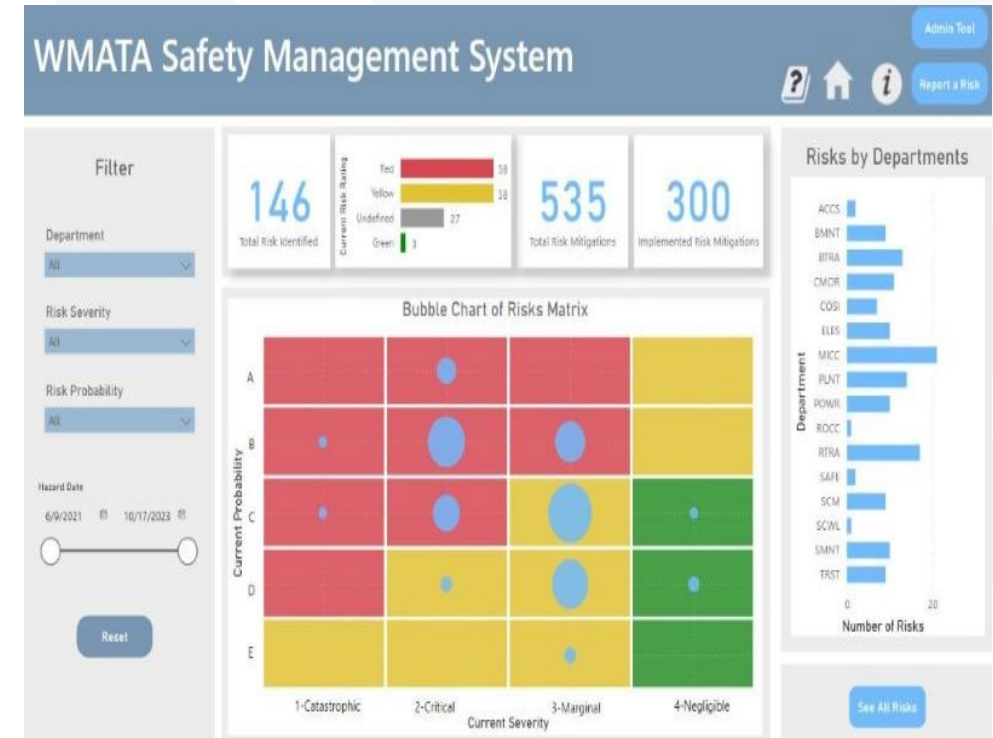 WMATA Safety Management System
Admin Tool
Report a Risk
?
i
Filter
Department
All
Risk Severity
All
Risk Probability
All
Hazard Date
6/9/2021
10/17/2023
Reset
146
Total Risk Identified
Current Risk Rating
Red 58
Yellow 58
Undefined 27
Green 3
535
Total Risk Mitigations
300
Implemented Risk Mitigations
Bubble Chart of Risks Matrix
Current Probability
A
B
C
D
E
1-Catastrophic 2-Critical 3-Marginal 4-Negligible
Current Severity
Risks by Departments
Department
ACCS
BMNT
BTRA
CMOR
COSI
ELES
MICC
PLNT
POWR
ROCC
RTRA
SAFE
SCM
SCWL
SMNT
TRST
0 20
Number of Risks
See All Risks